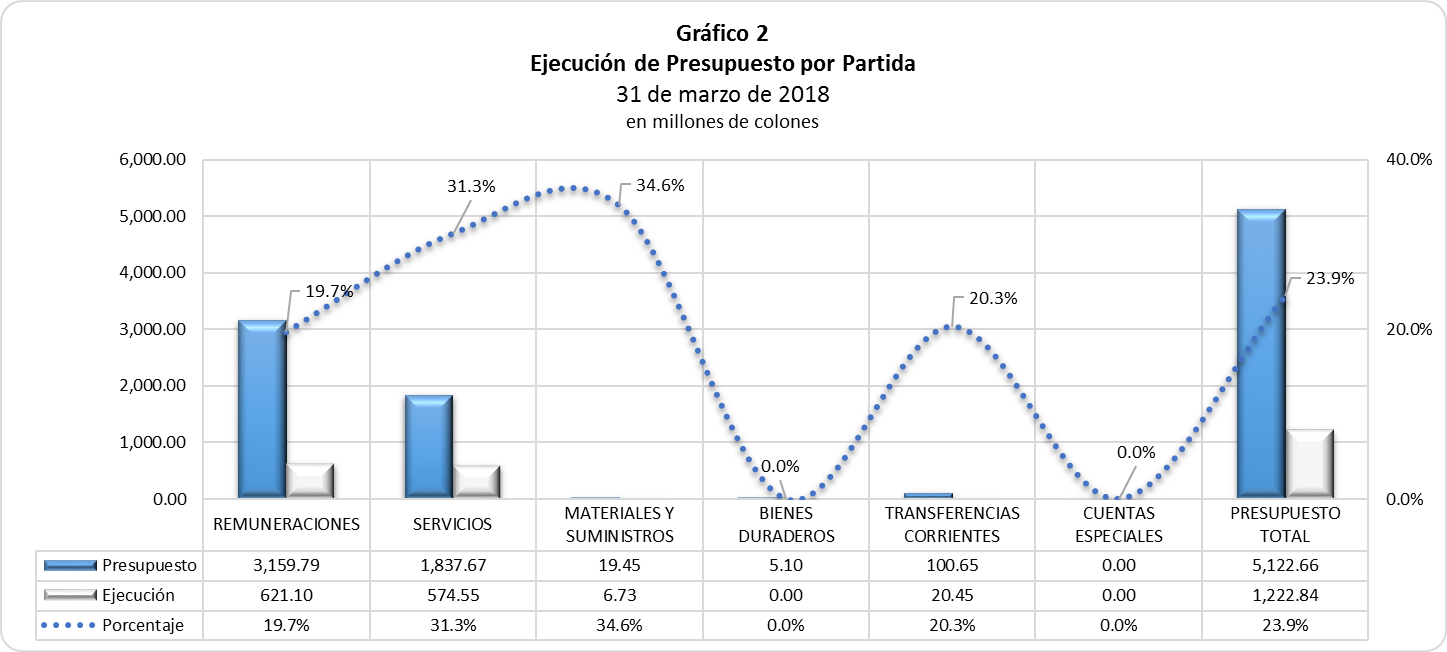 Gráfico 2
Ejecución de Presupuesto por Partida
31 de marzo de 2018
en millones de colones
6,000.00
5,000.00
4,000.00
3,000.00
2,000.00
1,000.00
0.00
40.0%
20.0%
0.0%
19.7%
31.3%
34.6%
0.0%
20.3%
0.0%
23.9%
REMUNERACIONES SERVICIOS MATERIALES Y SUMINISTROS BIENES DURADEROS TRANSFERENCIAS CORRIENTES CUENTAS ESPECIALES PRESUPUESTO TOTAL
Presupuesto 3,159.79 1,837.67 19.45 5.10 100.65 0.00 5,122.66
Ejecución 621.10 574.55 6.73 0.00 20.45 0.00 1,222.84
Porcentaje 19.7% 31.3% 34.6% 0.0% 20.3% 0.0% 23.9%